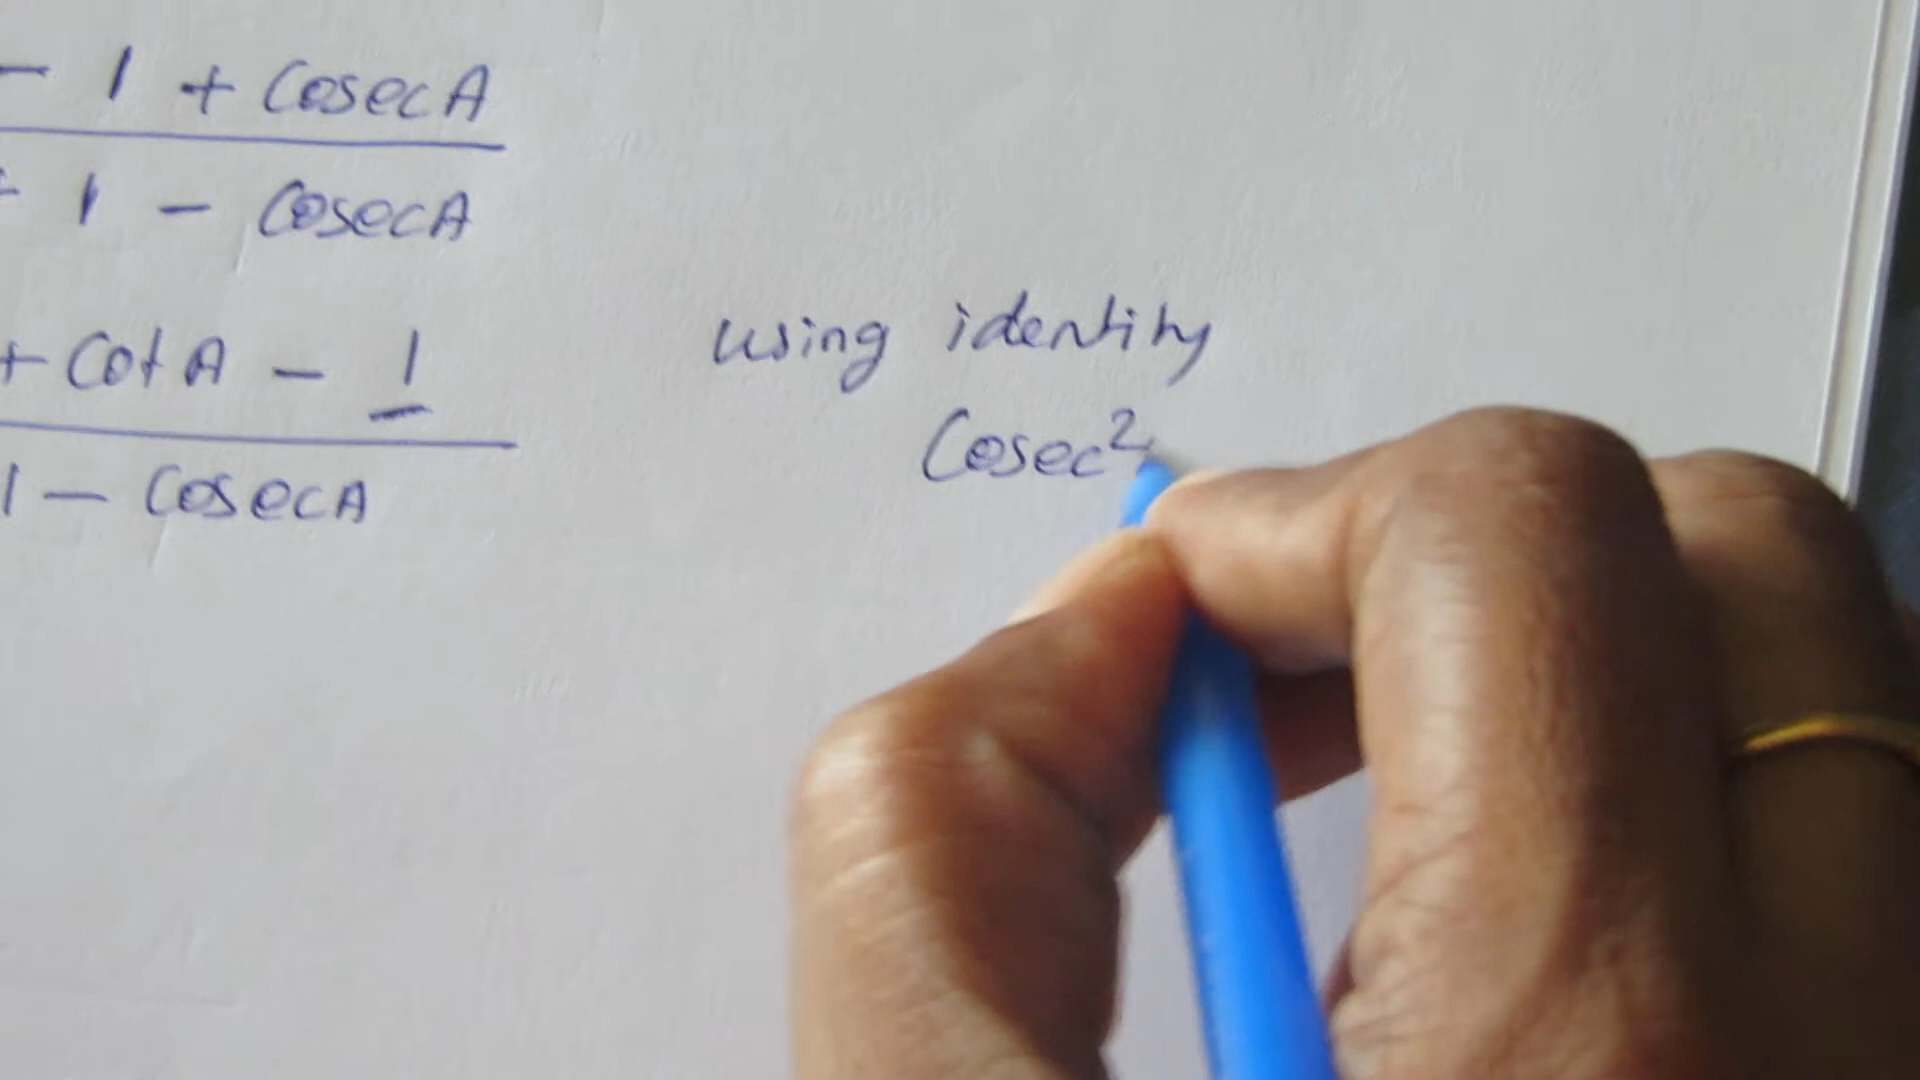 - 1 + CosecA
+ 1 - CosecA
+ Cot A - 1
1 - CosecA
using identity
Cosec²